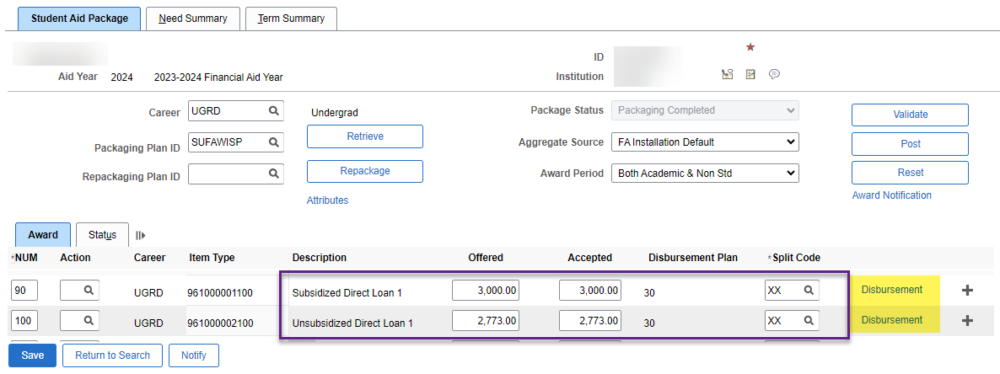 Student Aid Package Need Summary Term Summary
ID
Aid Year 2024 2023-2024 Financial Aid Year Institution
Career UGRD Undergrad Package Status Packaging Completed Validate
Packaging Plan ID SUFAWISP Retrieve Aggregate Source FA Installation Default Post
Repackaging Plan ID Repackage Award Period Both Academic & Non Std Reset
Attributes Award Notification
Award Status
*NUM Action Career Item Type Description Offered Accepted Disbursement Plan *Split Code
90 UGRD 961000001100 Subsidized Direct Loan 1 3,000.00 3,000.00 30 XX Disbursement
100 UGRD 961000002100 Unsubsidized Direct Loan 1 2,773.00 2,773.00 30 XX Disbursement
Save Return to Search Notify